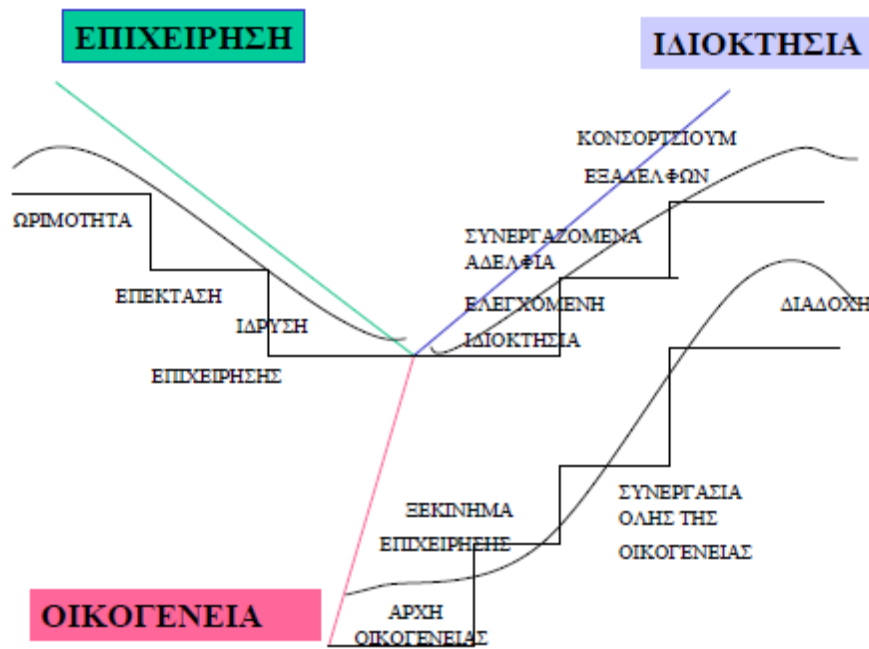 ΕΠΙΧΕΙΡΗΣΗ
ΙΔΙΟΚΤΗΣΙΑ
ΚΟΝΣΟΡΤΣΙΟΥΜ
ΕΞΑΔΕΛΦΩΝ
ΩΡΙΜΟΤΗΤΑ
ΣΥΝΕΡΓΑΖΟΜΕΝΑ
ΑΔΕΛΦΙΑ
ΕΠΕΚΤΑΣΗ
ΕΛΕΓΧΟΜΕΝΗ
ΙΔΙΟΚΤΗΣΙΑ
ΔΙΑΔΟΧΗ
ΙΔΡΥΣΗ
ΕΠΙΧΕΙΡΗΣΗΣ
ΞΕΚΙΝΗΜΑ
ΕΠΙΧΕΙΡΗΣΗΣ
ΣΥΝΕΡΓΑΣΙΑ
ΟΛΗΣ ΤΗΣ
ΟΙΚΟΓΕΝΕΙΑΣ
ΟΙΚΟΓΕΝΕΙΑ
ΑΡΧΗ
ΟΙΚΟΓΕΝΕΙΑΣ